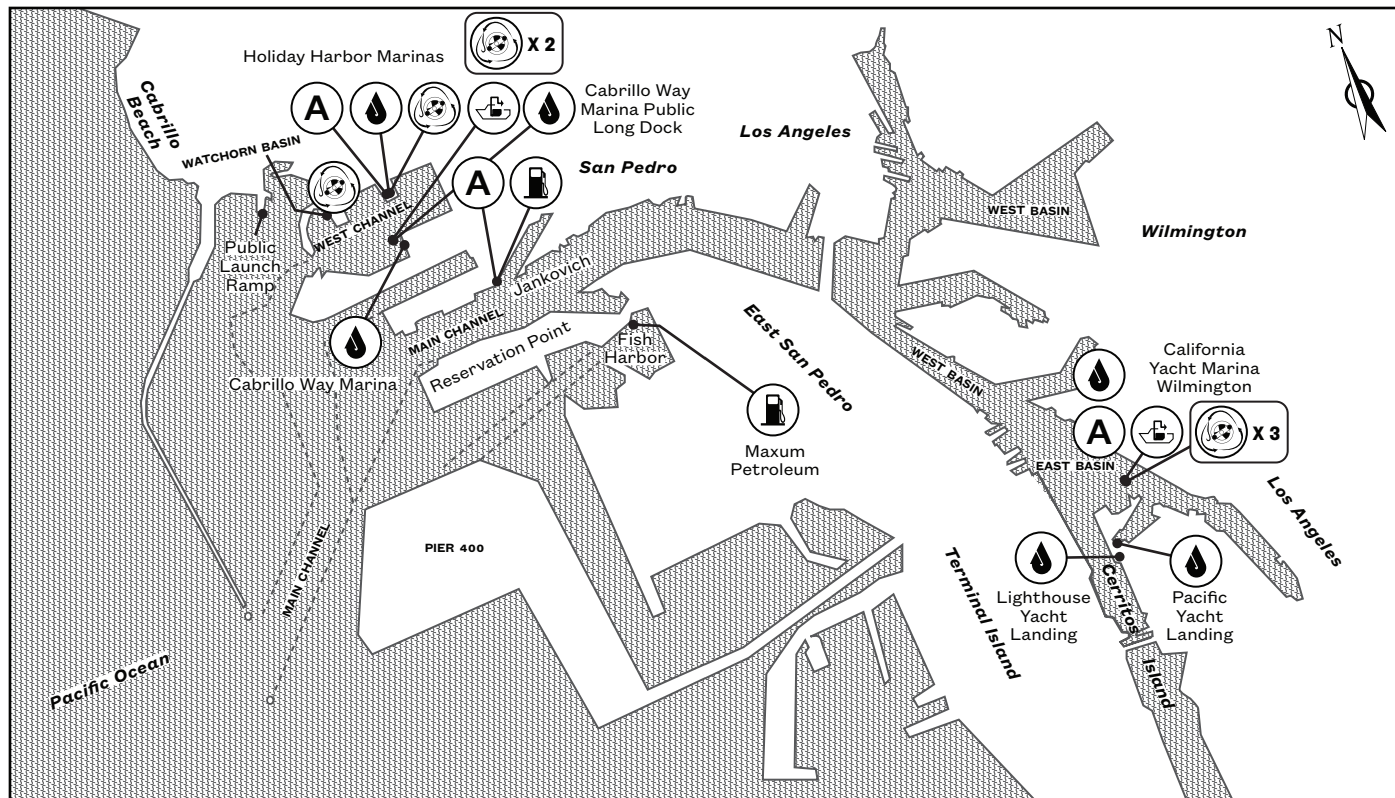 N
X 2
Holiday Harbor Marinas
Cabrillo
Beach
A
Cabrillo Way
Marina Public
Long Dock
Los Angeles
WATCHORN BASIN
San Pedro
A
WEST CHANNEL
WEST BASIN
Wilmington
Public
Launch
Ramp
Jankovich
MAIN CHANNEL
East San Pedro
Reservation Point
Fish
Harbor
WEST BASIN
California
Yacht Marina
Wilmington
Cabrillo Way Marina
A
X 3
Maxum
Petroleum
EAST BASIN
Los Angeles
PIER 400
MAIN CHANNEL
Terminal Island
Lighthouse
Yacht
Landing
Cerritos
Island
Pacific
Yacht
Landing
Pacific Ocean